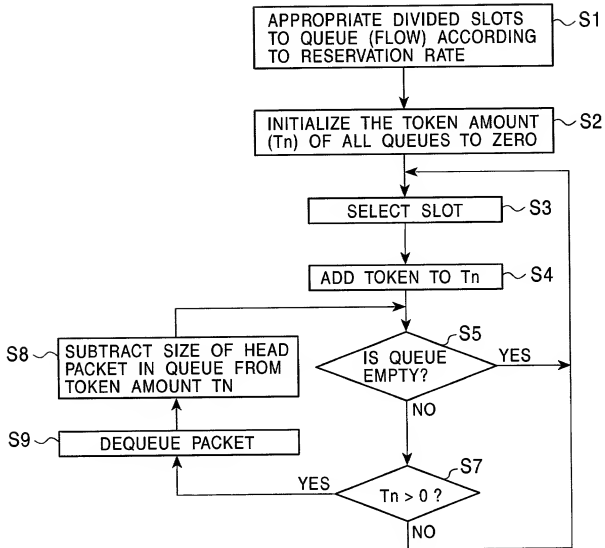 APPROPRIATE DIVIDED SLOTS
TO QUEUE (FLOW) ACCORDING
TO RESERVATION RATE
S1
INITIALIZE THE TOKEN AMOUNT
(Tn) OF ALL QUEUES TO ZERO
S2
SELECT SLOT
S3
ADD TOKEN TO Tn
S4
S5
IS QUEUE
EMPTY?
YES
NO
S8
SUBTRACT SIZE OF HEAD
PACKET IN QUEUE FROM
TOKEN AMOUNT TN
S9
DEQUEUE PACKET
S7
YES
Tn > 0 ?
NO